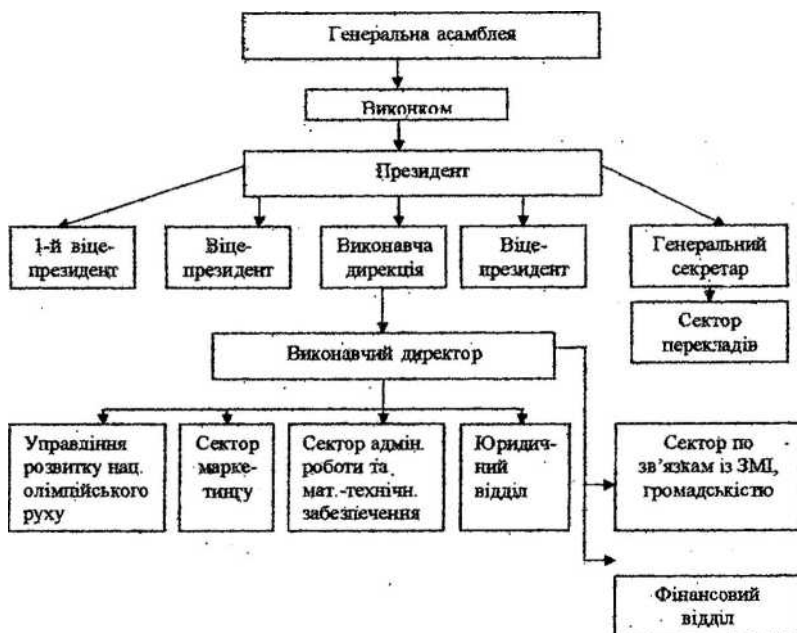 Генеральна асамблея
Виконком
Президент
1-й віце-
президент
Віце-
президент
Виконавча
дирекція
Віце-
президент
Генеральний
секретар
Сектор
перекладів
Виконавчий директор
Управління
розвитку нац.
олімпійського
руху
Сектор
марке-
тингу
Сектор адмін.
роботи та
мат.-технічн.
забезпечення
Юридич-
ний
відділ
Сектор по
зв’язкам із ЗМІ,
громадськістю
Фінансовий
відділ